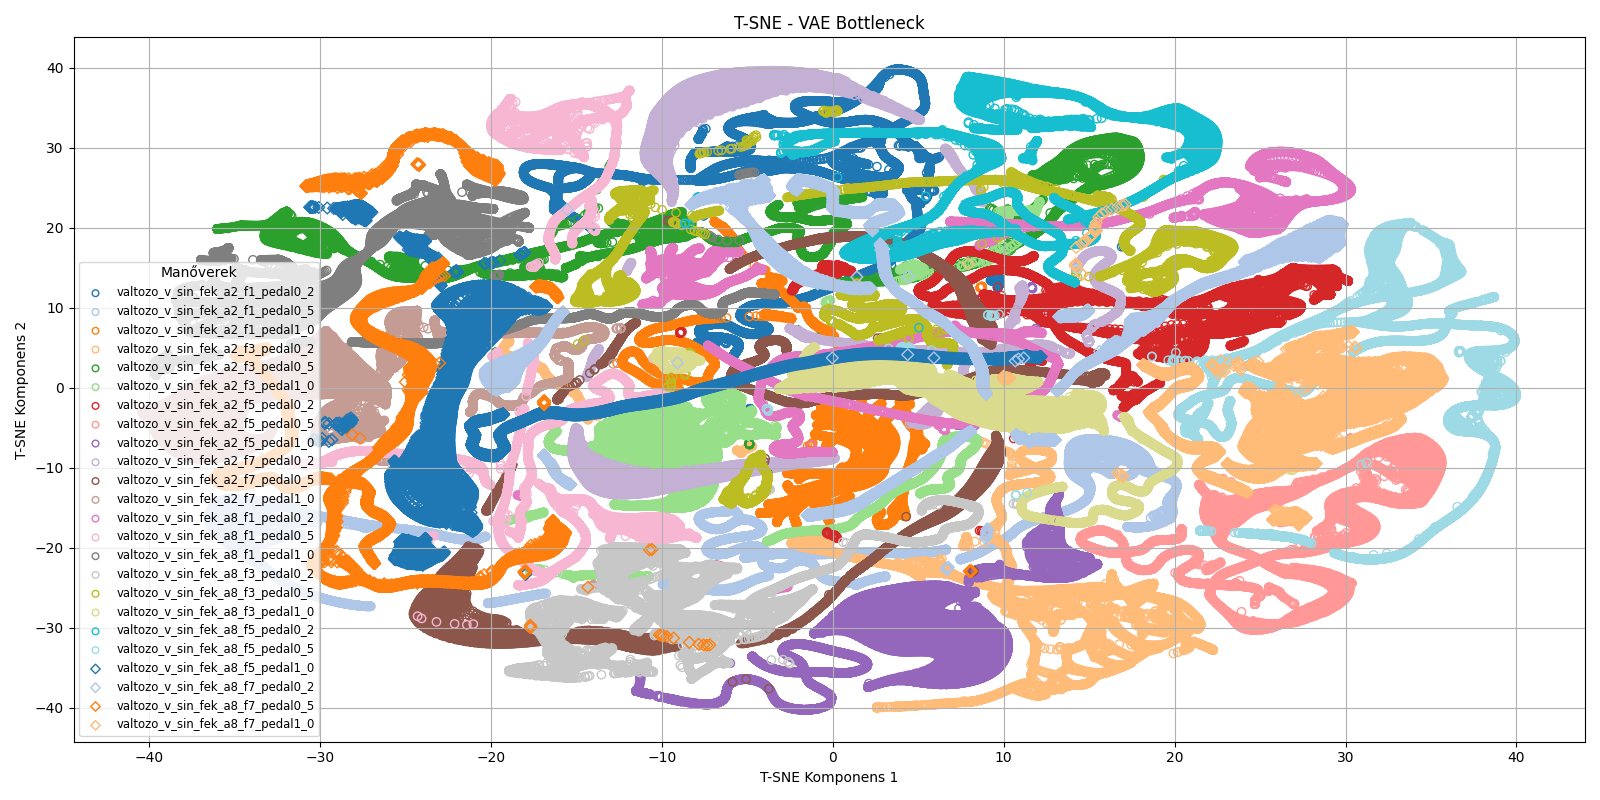 T-SNE - VAE Bottleneck
40
30
20
10
0
−10
−20
−30
−40
T-SNE Komponens 2
Manőverek
valtozo_v_sin_fek_a2_f1_pedal0_2
valtozo_v_sin_fek_a2_f1_pedal0_5
valtozo_v_sin_fek_a2_f1_pedal1_0
valtozo_v_sin_fek_a2_f3_pedal0_2
valtozo_v_sin_fek_a2_f3_pedal0_5
valtozo_v_sin_fek_a2_f3_pedal1_0
valtozo_v_sin_fek_a2_f5_pedal0_2
valtozo_v_sin_fek_a2_f5_pedal0_5
valtozo_v_sin_fek_a2_f5_pedal1_0
valtozo_v_sin_fek_a2_f7_pedal0_2
valtozo_v_sin_fek_a2_f7_pedal0_5
valtozo_v_sin_fek_a2_f7_pedal1_0
valtozo_v_sin_fek_a8_f1_pedal0_2
valtozo_v_sin_fek_a8_f1_pedal0_5
valtozo_v_sin_fek_a8_f1_pedal1_0
valtozo_v_sin_fek_a8_f3_pedal0_2
valtozo_v_sin_fek_a8_f3_pedal0_5
valtozo_v_sin_fek_a8_f3_pedal1_0
valtozo_v_sin_fek_a8_f5_pedal0_2
valtozo_v_sin_fek_a8_f5_pedal0_5
valtozo_v_sin_fek_a8_f5_pedal1_0
valtozo_v_sin_fek_a8_f7_pedal0_2
valtozo_v_sin_fek_a8_f7_pedal0_5
valtozo_v_sin_fek_a8_f7_pedal1_0
−40 −30 −20 −10 0 10 20 30 40
T-SNE Komponens 1